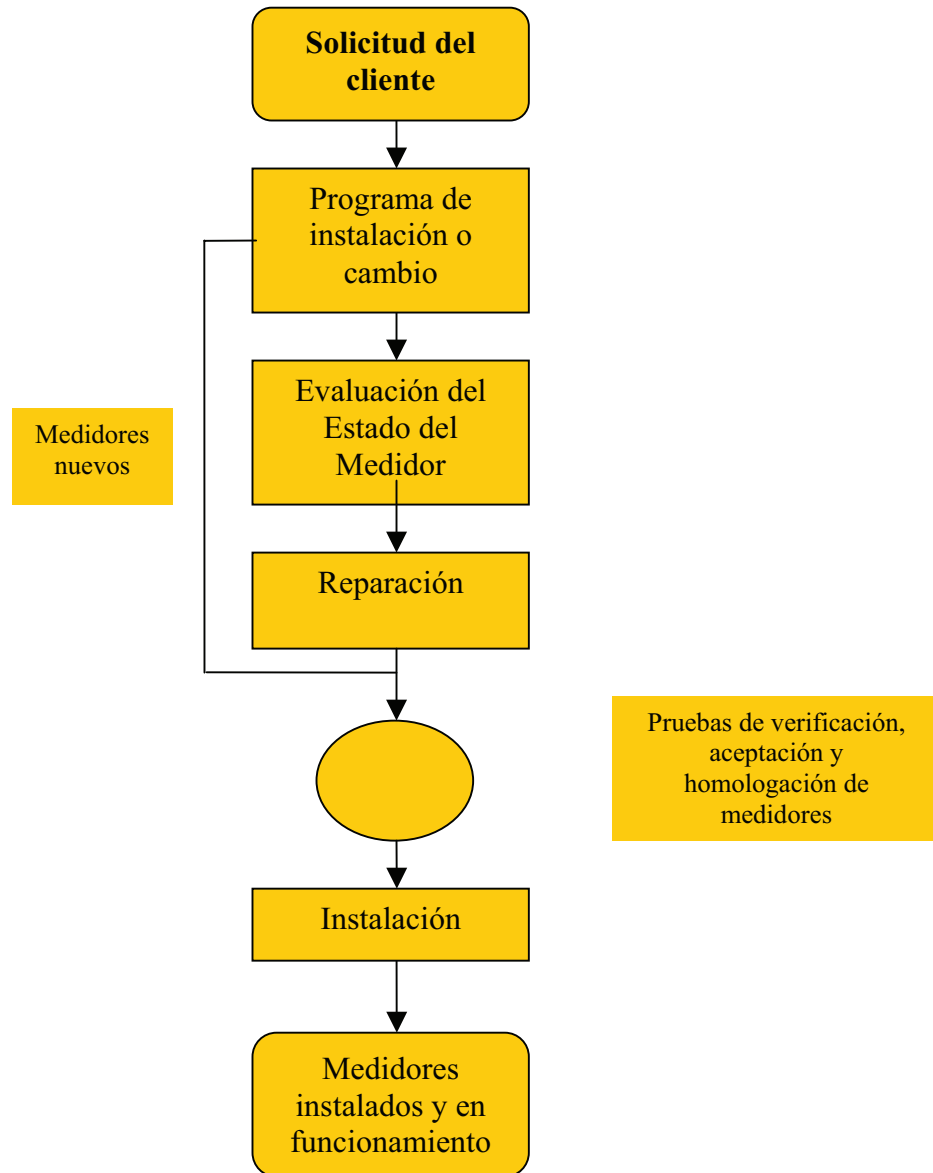 Solicitud del
cliente
Programa de
instalación o
cambio
Evaluación del
Estado del
Medidor
Medidores
nuevos
Reparación
Pruebas de verificación,
aceptación y
homologación de
medidores
Instalación
Medidores
instalados y en
funcionamiento